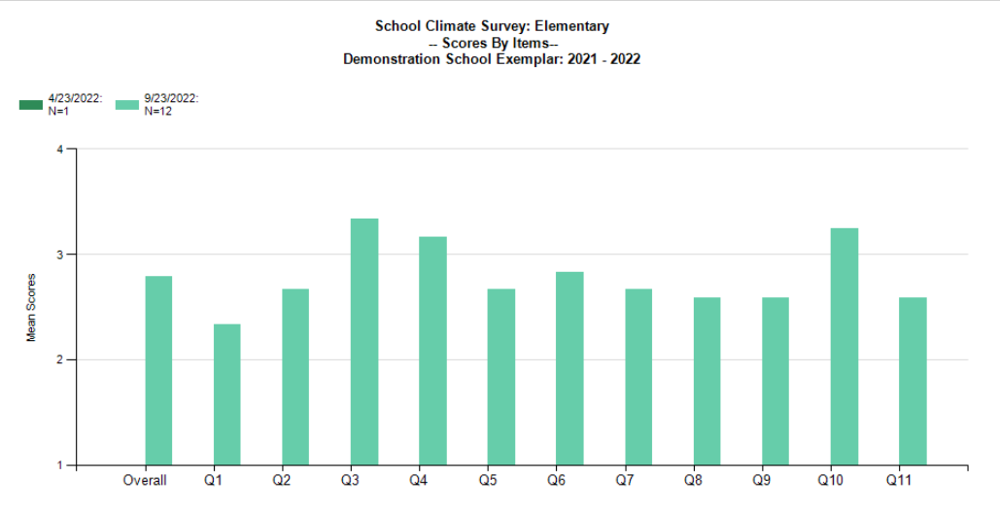 School Climate Survey: Elementary
-- Scores By Items--
Demonstration School Exemplar: 2021 - 2022
4/23/2022:
N=1
9/23/2022:
N=12
4
3
2
1
Mean Scores
Overall Q1 Q2 Q3 Q4 Q5 Q6 Q7 Q8 Q9 Q10 Q11